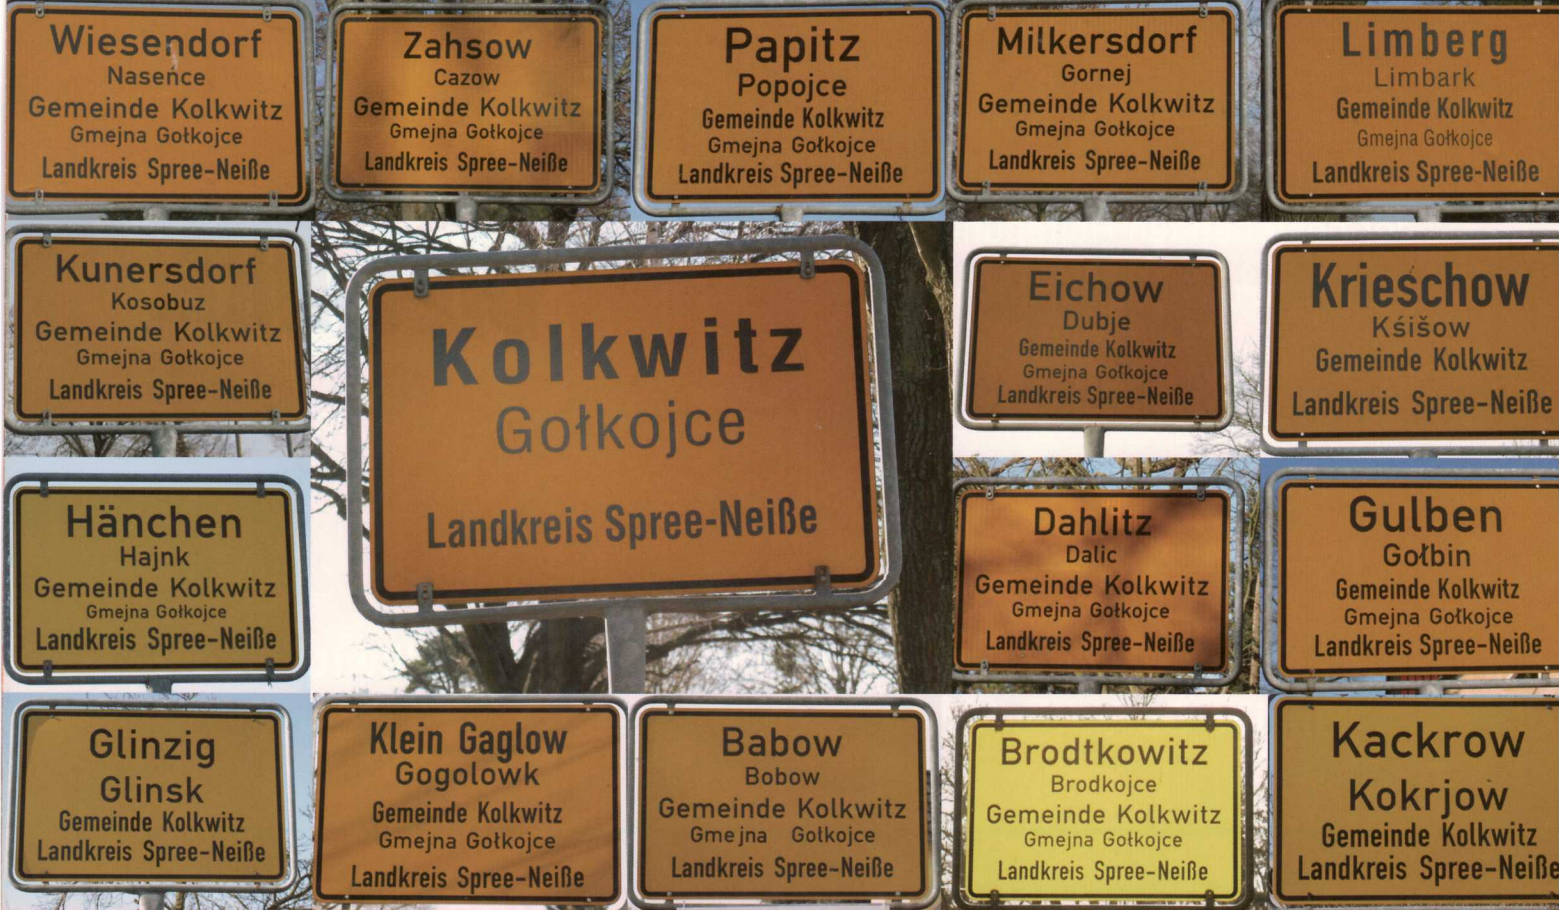 Wiesendorf
Naseńce
Gemeinde Kolkwitz
Gmejna Gołkojce
Landkreis Spree-Neiße
Zahsow
Cazow
Gemeinde Kolkwitz
Gmejna Gołkojce
Landkreis Spree-Neiße
Papitz
Popojce
Gemeinde Kolkwitz
Gmejna Gołkojce
Landkreis Spree-Neiße
Milkersdorf
Gornej
Gemeinde Kolkwitz
Gmejna Gołkojce
Landkreis Spree-Neiße
Limberg
Limbark
Gemeinde Kolkwitz
Gmejna Gołkojce
Landkreis Spree-Neiße
Kunersdorf
Kosobuz
Gemeinde Kolkwitz
Gmejna Gołkojce
Landkreis Spree-Neiße
Kolkwitz
Gołkojce
Landkreis Spree-Neiße
Eichow
Dubje
Gemeinde Kolkwitz
Gmejna Gołkojce
Landkreis Spree-Neiße
Krieschow
Kśišow
Gemeinde Kolkwitz
Landkreis Spree-Neiße
Hänchen
Hajnk
Gemeinde Kolkwitz
Gmejna Gołkojce
Landkreis Spree-Neiße
Dahlitz
Dalic
Gemeinde Kolkwitz
Gmejna Gołkojce
Landkreis Spree-Neiße
Gulben
Gołbin
Gemeinde Kolkwitz
Gmejna Gołkojce
Landkreis Spree-Neiße
Glinzig
Glinsk
Gemeinde Kolkwitz
Landkreis Spree-Neiße
Klein Gaglow
Gogolowk
Gemeinde Kolkwitz
Gmejna Gołkojce
Landkreis Spree-Neiße
Babow
Bobow
Gemeinde Kolkwitz
Gmejna Gołkojce
Landkreis Spree-Neiße
Brodtkowitz
Brodkojce
Gemeinde Kolkwitz
Gmejna Gołkojce
Landkreis Spree-Neiße
Kackrow
Kokrjow
Gemeinde Kolkwitz
Landkreis Spree-Neiße